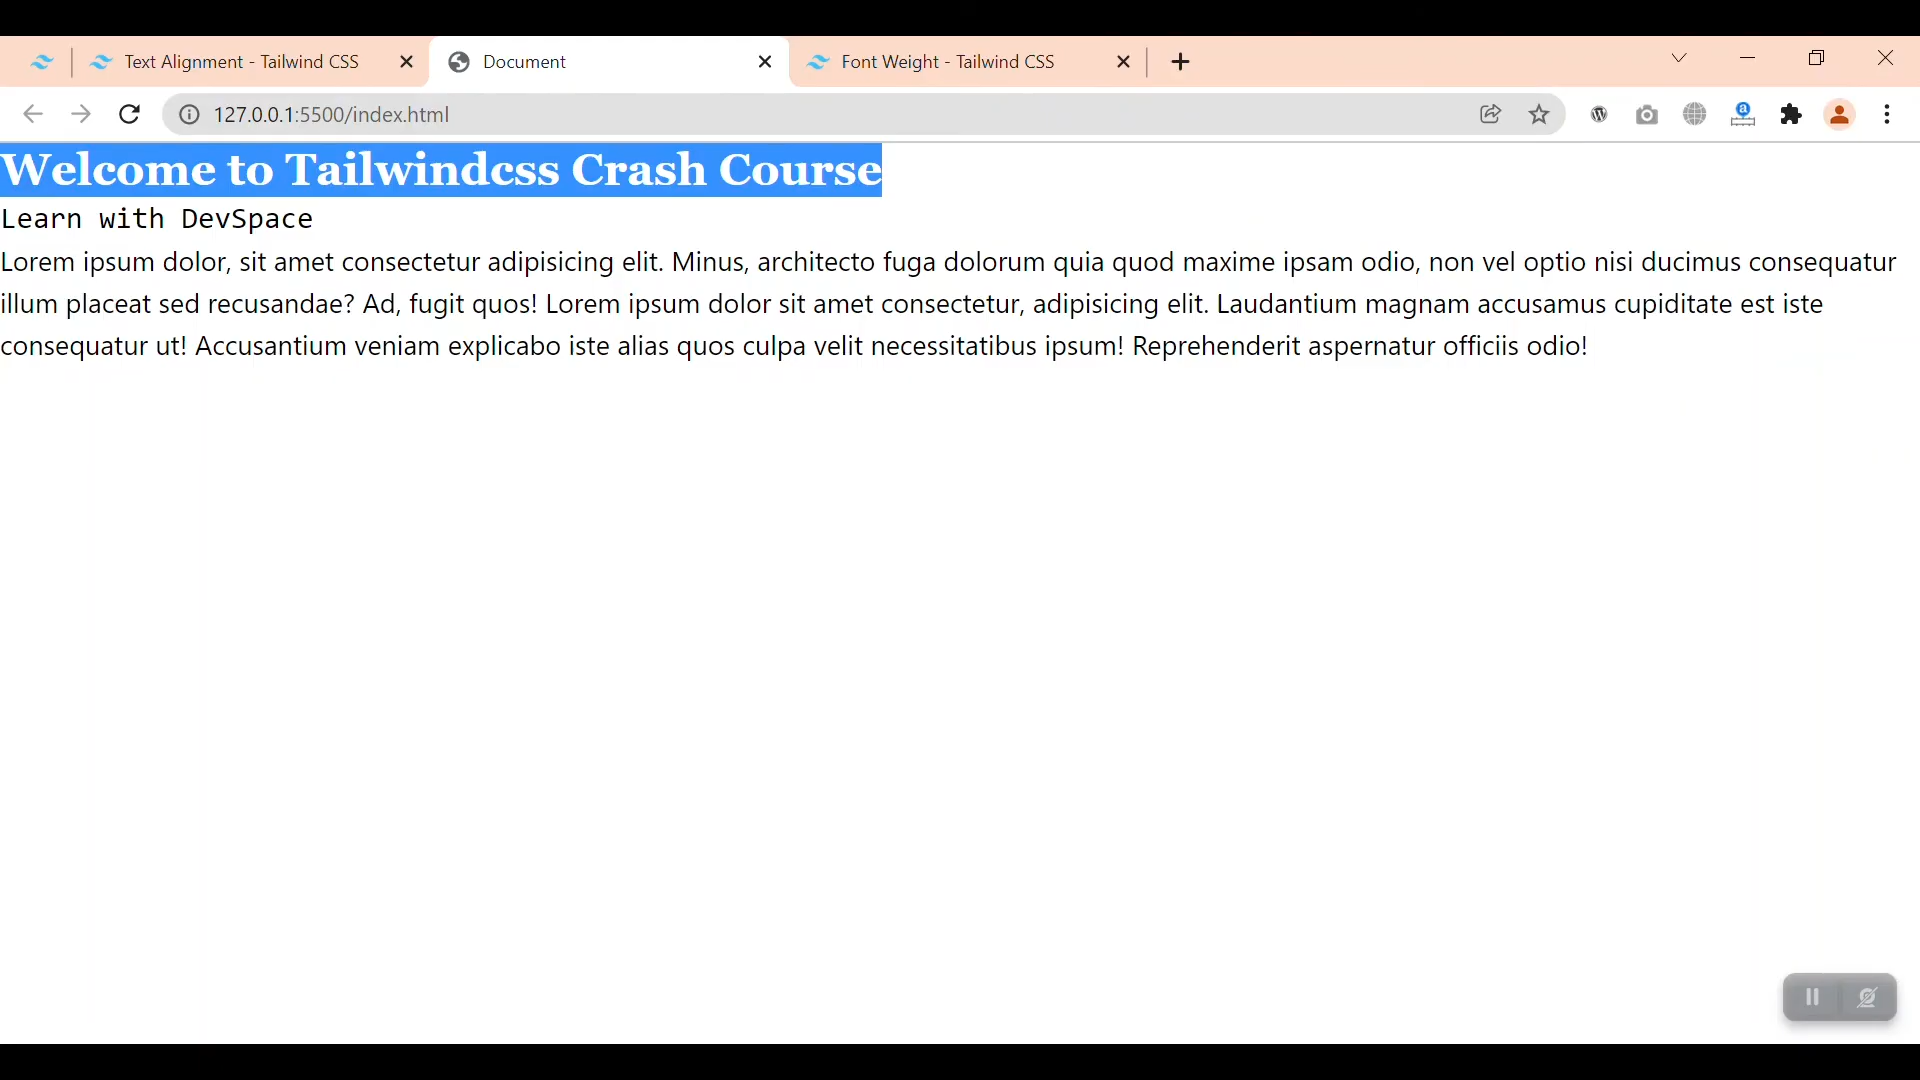 Text Alignment - Tailwind CSS
Document
Font Weight - Tailwind CSS
127.0.0.1:5500/index.html
Welcome to Tailwindcss Crash Course
Learn with DevSpace
Lorem ipsum dolor, sit amet consectetur adipisicing elit. Minus, architecto fuga dolorum quia quod maxime ipsam odio, non vel optio nisi ducimus consequatur
illum placeat sed recusandae? Ad, fugit quos! Lorem ipsum dolor sit amet consectetur, adipisicing elit. Laudantium magnam accusamus cupiditate est iste
consequatur ut! Accusantium veniam explicabo iste alias quos culpa velit necessitatibus ipsum! Reprehenderit aspernatur officiis odio!